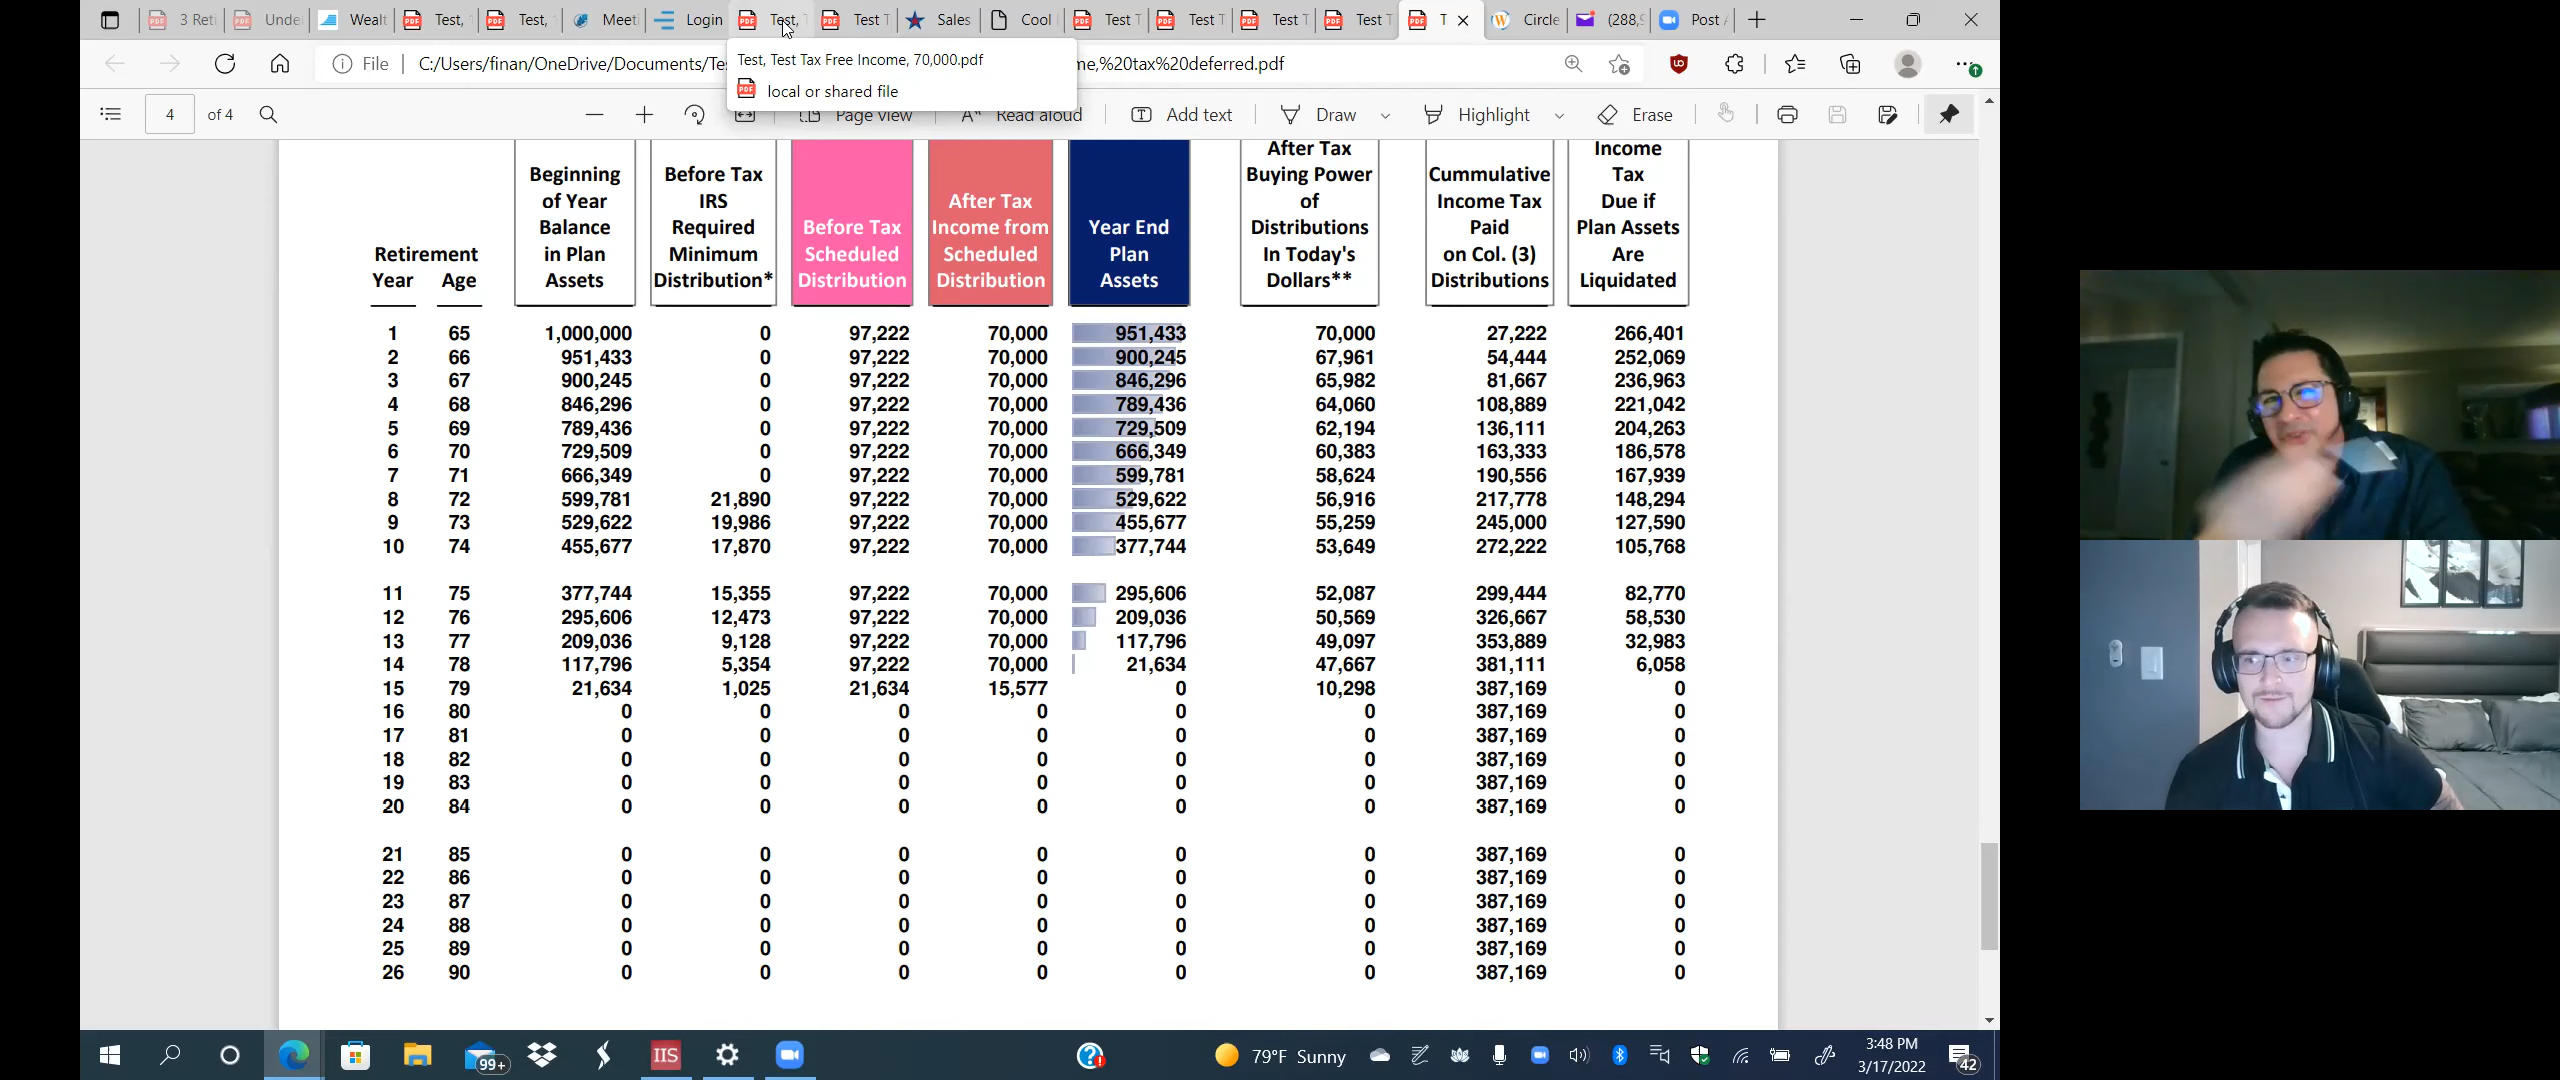 3 Reti Unde Wealt Test, Test, Meeti Login Test, Test T Sales Cool Test T Test T Test T Test T T Circle (288, Post
File C:/Users/finan/OneDrive/Documents/Te me,%20tax%20deferred.pdf
Test, Test Tax Free Income, 70,000.pdf
local or shared file
4 of 4 Page view Read aloud Add text Draw Highlight Erase
Retirement
Year Age
Beginning
of Year
Balance
in Plan
Assets
Before Tax
IRS
Required
Minimum
Distribution*
Before Tax
Scheduled
Distribution
After Tax
Income from
Scheduled
Distribution
Year End
Plan
Assets
After Tax
Buying Power
of
Distributions
In Today's
Dollars**
Cummulative
Income Tax
Paid
on Col. (3)
Distributions
Income
Tax
Due if
Plan Assets
Are
Liquidated
1 65 1,000,000 0 97,222 70,000 951,433 70,000 27,222 266,401
2 66 951,433 0 97,222 70,000 900,245 67,961 54,444 252,069
3 67 900,245 0 97,222 70,000 846,296 65,982 81,667 236,963
4 68 846,296 0 97,222 70,000 789,436 64,060 108,889 221,042
5 69 789,436 0 97,222 70,000 729,509 62,194 136,111 204,263
6 70 729,509 0 97,222 70,000 666,349 60,383 163,333 186,578
7 71 666,349 0 97,222 70,000 599,781 58,624 190,556 167,939
8 72 599,781 21,890 97,222 70,000 529,622 56,916 217,778 148,294
9 73 529,622 19,986 97,222 70,000 455,677 55,259 245,000 127,590
10 74 455,677 17,870 97,222 70,000 377,744 53,649 272,222 105,768
11 75 377,744 15,355 97,222 70,000 295,606 52,087 299,444 82,770
12 76 295,606 12,473 97,222 70,000 209,036 50,569 326,667 58,530
13 77 209,036 9,128 97,222 70,000 117,796 49,097 353,889 32,983
14 78 117,796 5,354 97,222 70,000 21,634 47,667 381,111 6,058
15 79 21,634 1,025 21,634 15,577 0 10,298 387,169 0
16 80 0 0 0 0 0 0 387,169 0
17 81 0 0 0 0 0 0 387,169 0
18 82 0 0 0 0 0 0 387,169 0
19 83 0 0 0 0 0 0 387,169 0
20 84 0 0 0 0 0 0 387,169 0
21 85 0 0 0 0 0 0 387,169 0
22 86 0 0 0 0 0 0 387,169 0
23 87 0 0 0 0 0 0 387,169 0
24 88 0 0 0 0 0 0 387,169 0
25 89 0 0 0 0 0 0 387,169 0
26 90 0 0 0 0 0 0 387,169 0
99+ IIS 79°F Sunny 3:48 PM
3/17/2022 42